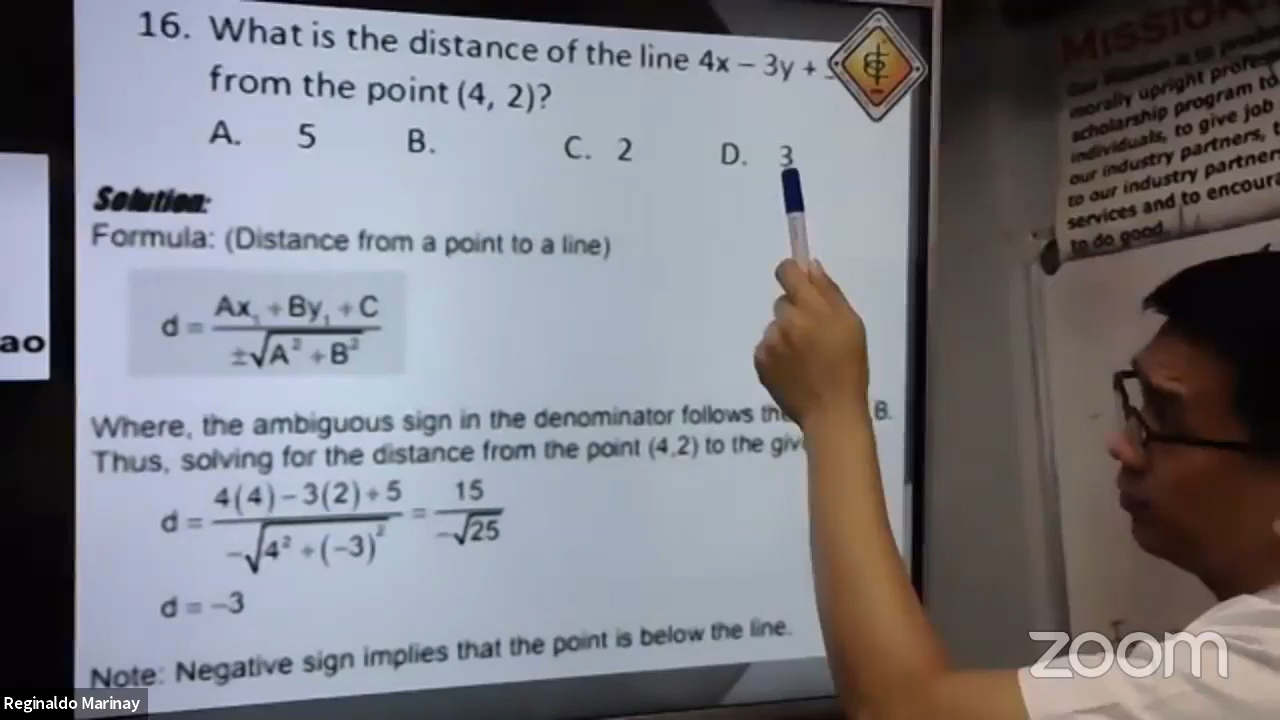 16. What is the distance of the line 4x – 3y +
from the point (4, 2)?
A. 5 B. C. 2 D. 3
Solution:
Formula: (Distance from a point to a line)
d = Ax₁ + By₁ + C
±√A² + B²
Where, the ambiguous sign in the denominator follows B.
Thus, solving for the distance from the point (4,2) to the
d = 4(4) – 3(2) + 5 = 15
–√4² + (–3)² –√25
d = –3
Note: Negative sign implies that the point is below the line.
ao
MISSION
morally upright
scholarship program to
individuals, to give job
our industry partners,
to our industry partner
services and to
to do good
zoom
Reginaldo Marinay